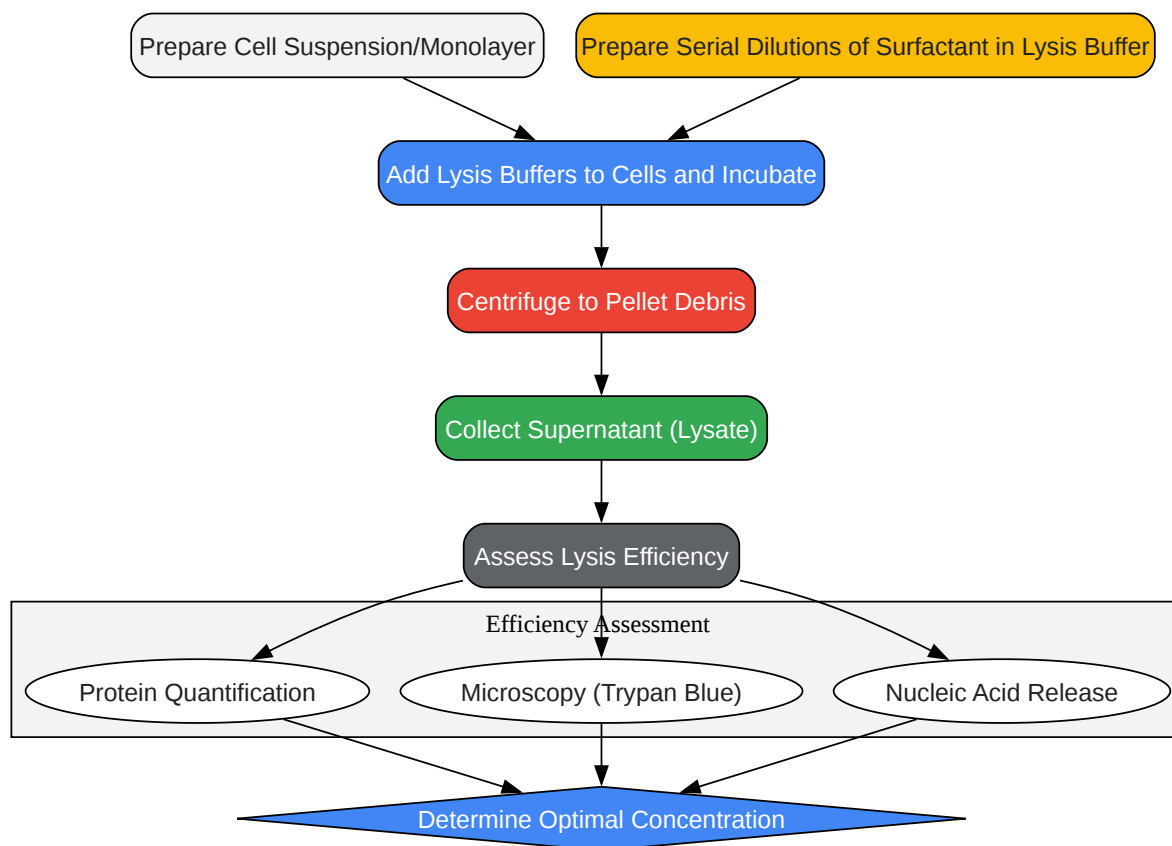 Prepare Cell Suspension/Monolayer
Prepare Serial Dilutions of Surfactant in Lysis Buffer
Add Lysis Buffers to Cells and Incubate
Centrifuge to Pellet Debris
Collect Supernatant (Lysate)
Assess Lysis Efficiency
Efficiency Assessment
Protein Quantification
Microscopy (Trypan Blue)
Nucleic Acid Release
Determine Optimal Concentration